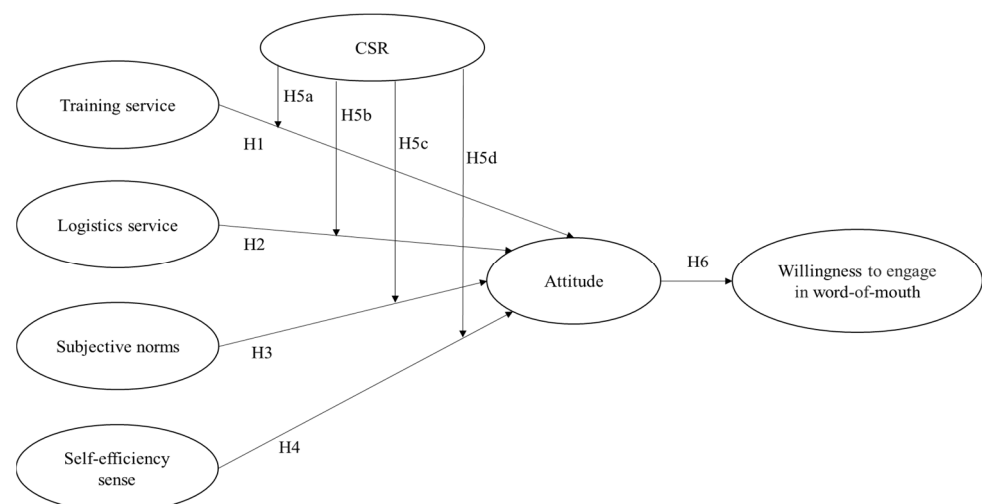 CSR
Training service
H5a
H5b
H1
H5c
H5d
Logistics service
H2
H6
Attitude
Willingness to engage
in word-of-mouth
Subjective norms
H3
H4
Self-efficiency
sense